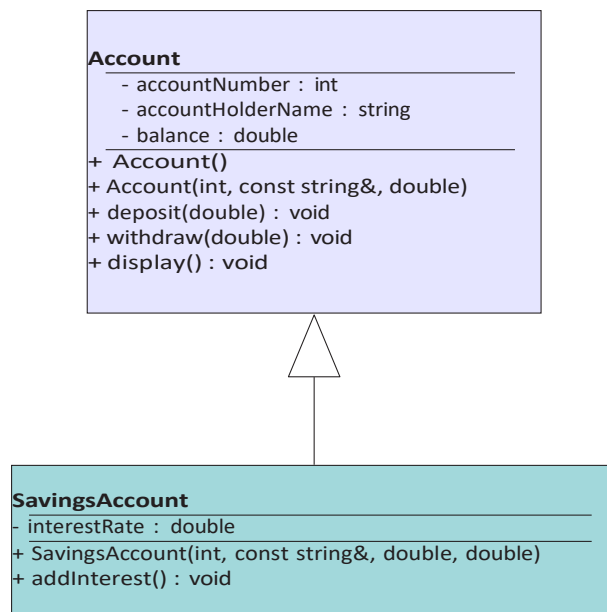 Account
- accountNumber : int
- accountHolderName : string
- balance : double
+ Account()
+ Account(int, const string&, double)
+ deposit(double) : void
+ withdraw(double) : void
+ display() : void
SavingsAccount
- interestRate : double
+ SavingsAccount(int, const string&, double, double)
+ addInterest() : void